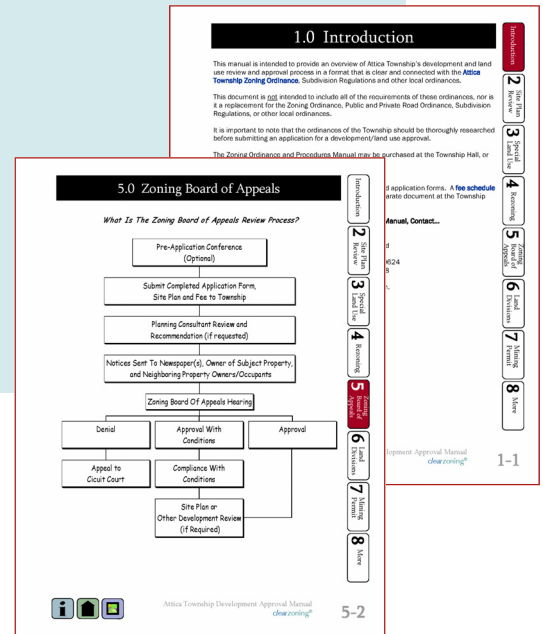 1.0 Introduction
This manual is intended to provide an overview of Attica Township's development and land
use review and approval process in a format that is clear and connected with the Attica
Township Zoning Ordinance, Subdivision Regulations and other local ordinances.
This document is not intended to include all of the requirements of these ordinances, nor is
it a replacement for the Zoning Ordinance, Public and Private Road Ordinance, Subdivision
Regulations, or other local ordinances.
It is important to note that the ordinances of the Township should be thoroughly researched
before submitting an application for a development/land use approval.
The Zoning Ordinance and Procedures Manual may be purchased at the Township Hall, or
d application forms. A fee schedule
arate document at the Township
Manual, Contact...
d
0624
8
lopment Approval Manual
clearzoning®
1-1
Introduction
2 Site Plan
Review
3 Special
Land Use
4 Rezoning
5 Zoning
Board of
Appeals
6 Land
Divisions
7 Mining
Permit
8 More
5.0 Zoning Board of Appeals
What Is The Zoning Board of Appeals Review Process?
Pre-Application Conference
(Optional)
Submit Completed Application Form,
Site Plan and Fee to Township
Planning Consultant Review and
Recommendation (if requested)
Notices Sent To Newspaper(s), Owner of Subject Property,
and Neighboring Property Owners/Occupants
Zoning Board Of Appeals Hearing
Denial
Approval With
Conditions
Approval
Appeal to
Cicuit Court
Compliance With
Conditions
Site Plan or
Other Development Review
(if Required)
Introduction
2 Site Plan
Review
3 Special
Land Use
4 Rezoning
5 Zoning
Board of
Appeals
6 Land
Divisions
7 Mining
Permit
8 More
i
Attica Township Development Approval Manual
clearzoning®
5-2